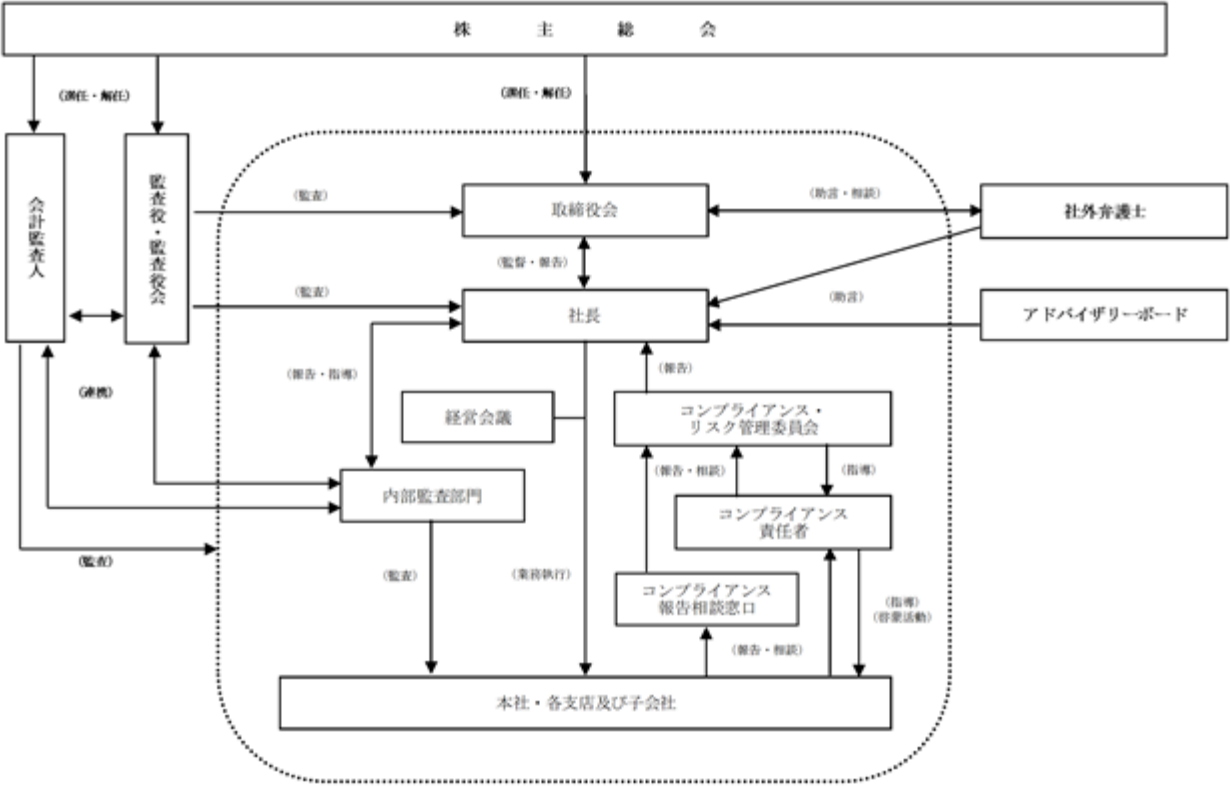 株主総会
(選任・解任)
(選任・解任)
会計監査人
監査役・監査役会
(監査)
取締役会
(助言・相談)
社外弁護士
(監督・報告)
(監査)
社長
(助言)
アドバイザリーボード
(報告・指導)
(報告)
(連携)
経営会議
コンプライアンス・
リスク管理委員会
(報告・相談)
(指導)
内部監査部門
コンプライアンス
責任者
(監査)
(監査)
(業務執行)
コンプライアンス
報告相談窓口
(指導)
(啓蒙活動)
(報告・相談)
本社・各支店及び子会社